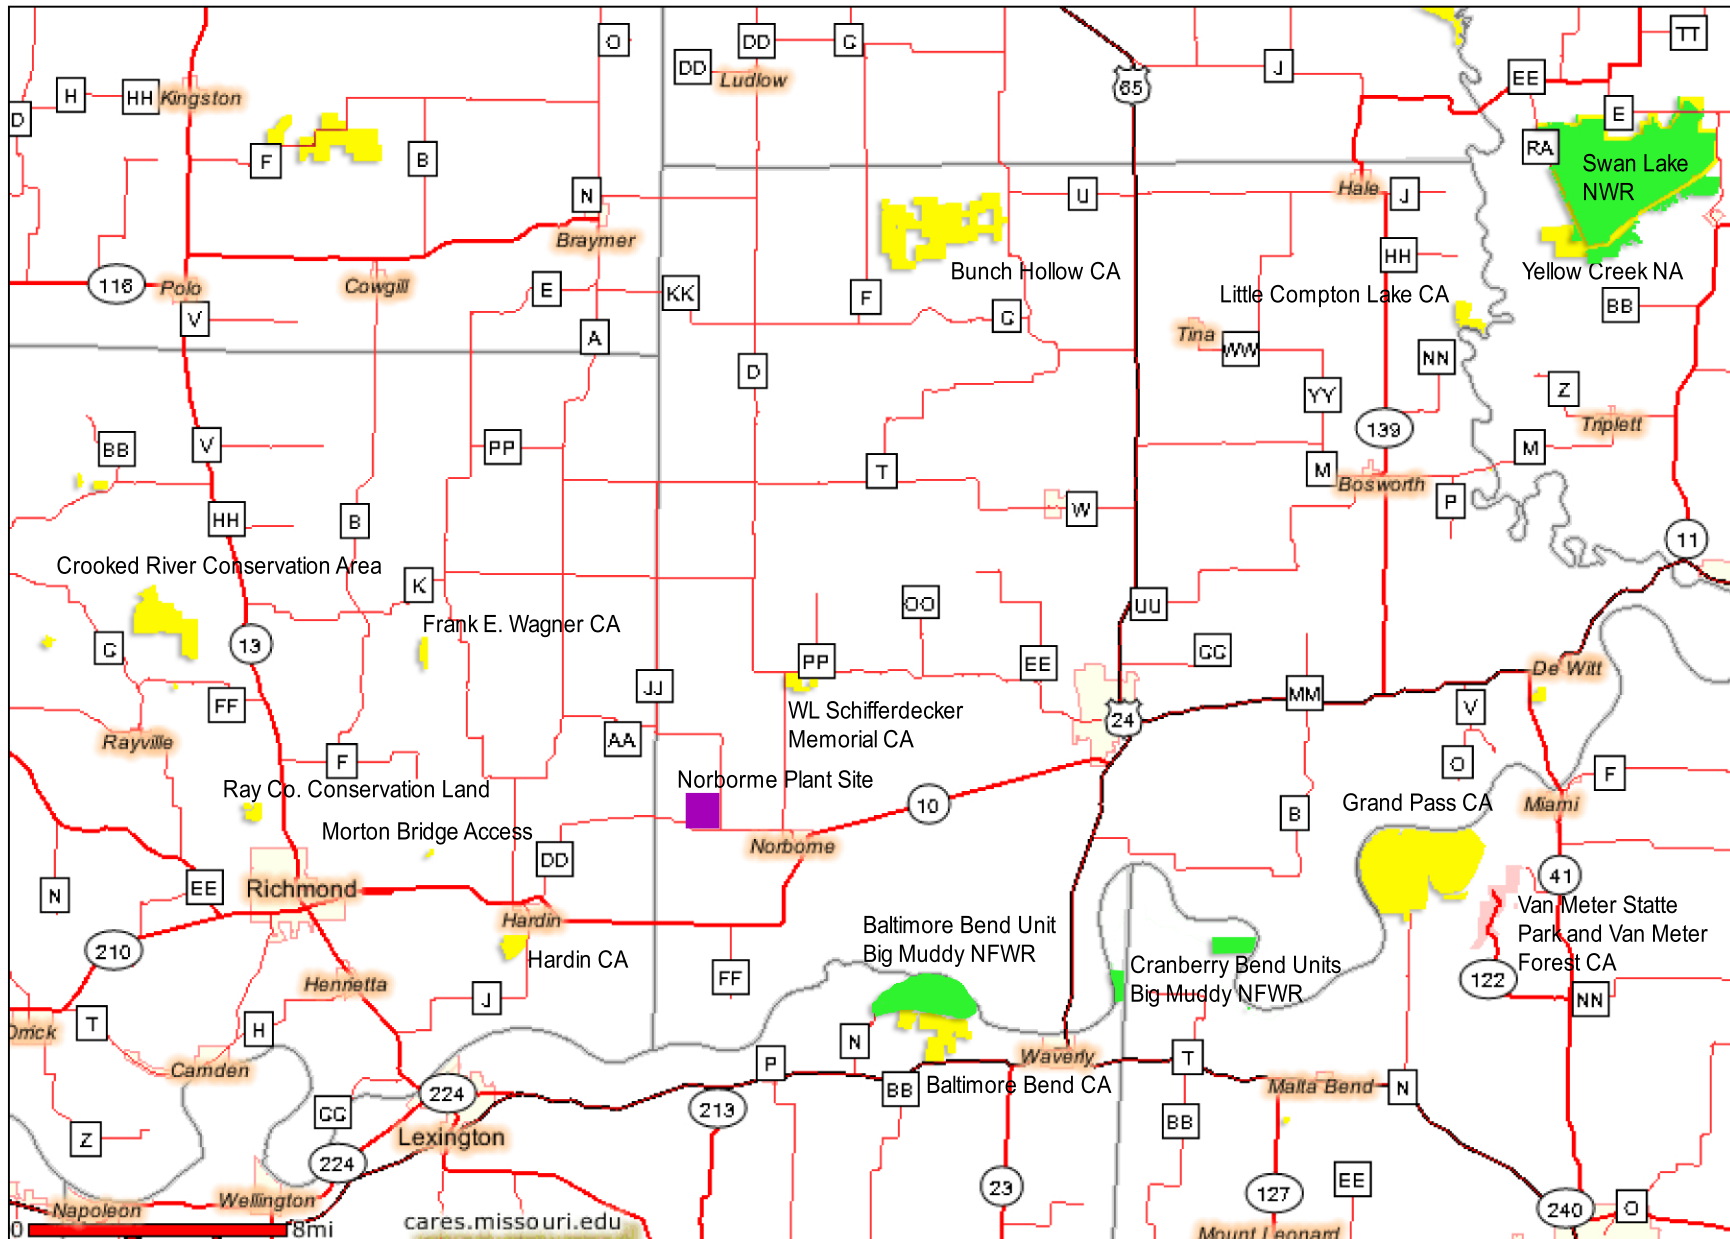 O
DD
G
TT
DD
Ludlow
65
J
EE
H
HH
Kingston
D
E
F
B
RA
Swan Lake
NWR
N
U
Hale
J
Braymer
HH
Bunch Hollow CA
Yellow Creek NA
118
Polo
Cowgill
E
KK
F
Little Compton Lake CA
BB
V
G
A
Tina
WW
NN
D
YY
Z
139
Triplett
BB
V
PP
T
M
M
Bosworth
W
P
HH
B
11
Crooked River Conservation Area
K
OO
UU
Frank E. Wagner CA
G
13
GG
PP
EE
De Witt
JJ
MM
FF
WL Schifferdecker
Memorial CA
24
V
Rayville
AA
F
O
F
Norborne Plant Site
Ray Co. Conservation Land
10
Grand Pass CA
Miami
B
Morton Bridge Access
Norborne
DD
41
N
EE
Richmond
Hardin
Van Meter Statte
Park and Van Meter
Forest CA
Baltimore Bend Unit
Big Muddy NFWR
210
Hardin CA
Cranberry Bend Units
Big Muddy NFWR
FF
122
Henrietta
J
NN
T
H
Orrick
N
Waverly
T
P
Camden
BB
Baltimore Bend CA
Malta Bend
N
224
GG
213
BB
Z
Lexington
224
EE
23
127
Wellington
Napoleon
240
O
0
8mi
cares.missouri.edu
Mount Leonard